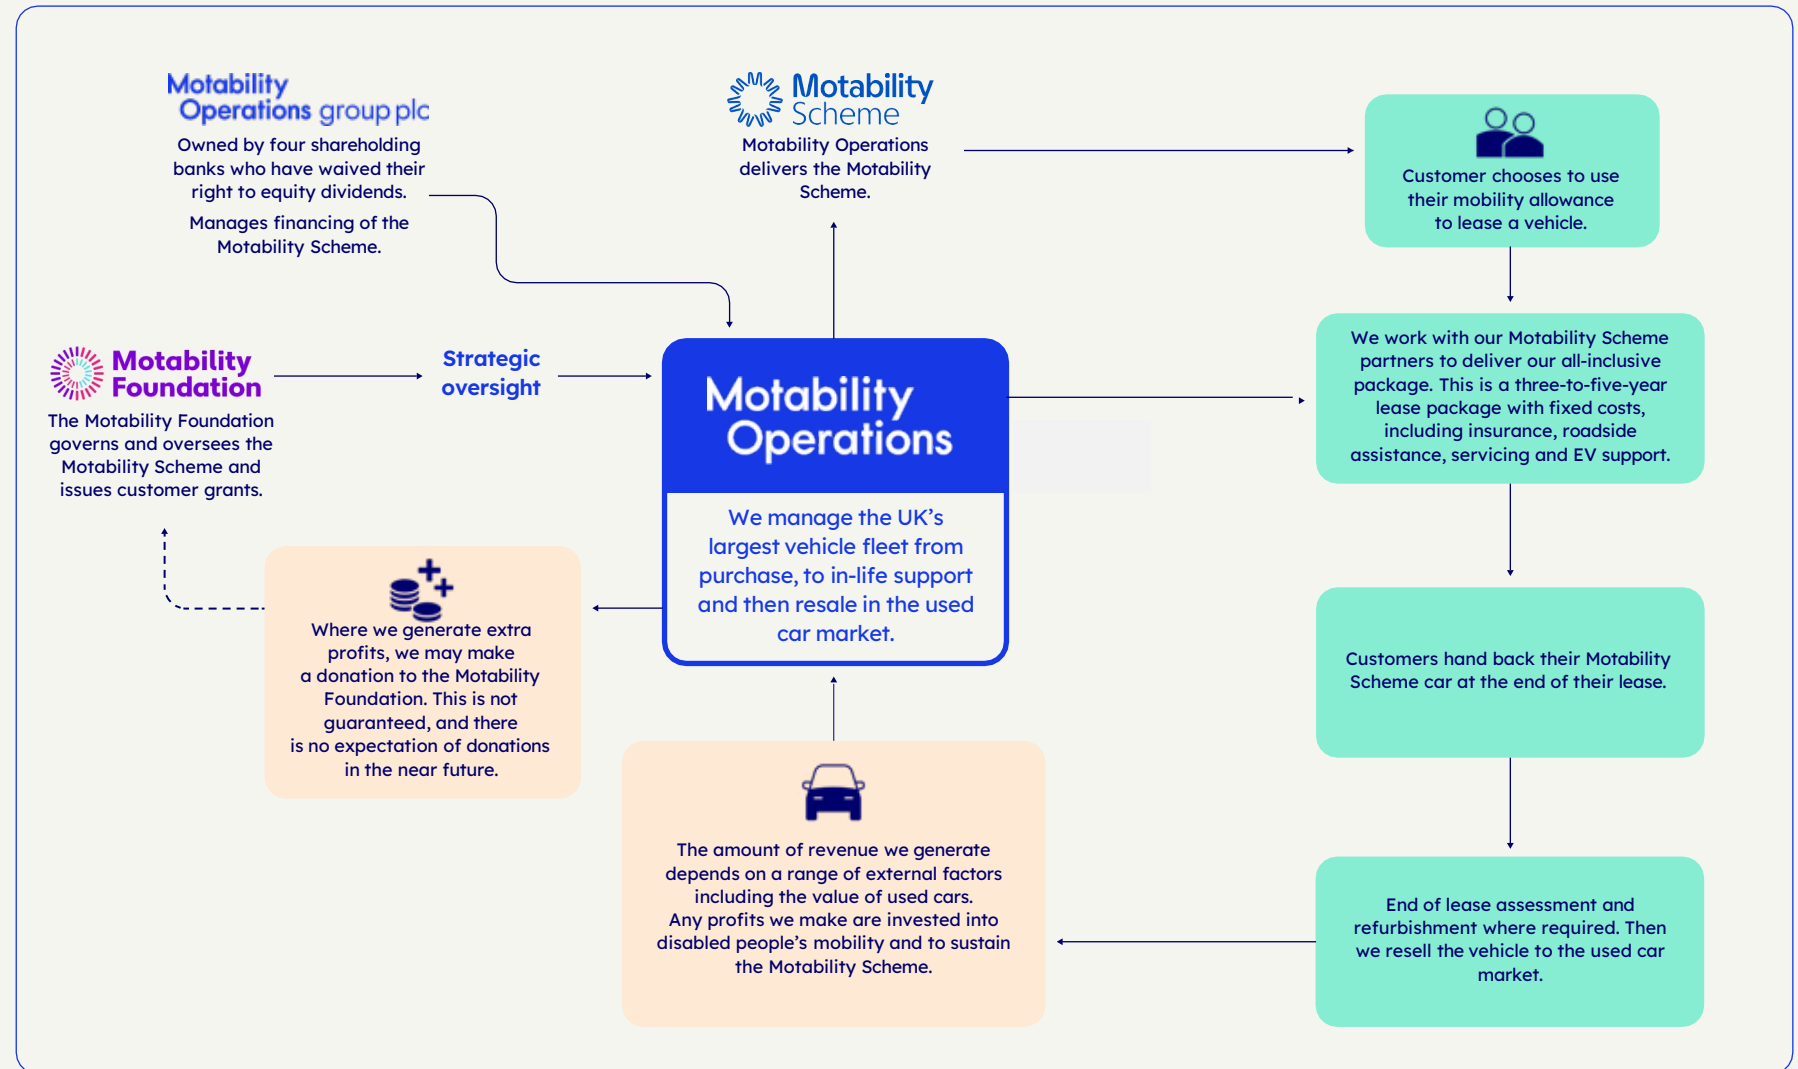 Motability
Operations group plc
Owned by four shareholding
banks who have waived their
right to equity dividends.
Manages financing of the
Motability Scheme.
Motability
Scheme
Motability Operations
delivers the Motability
Scheme.
Customer chooses to use
their mobility allowance
to lease a vehicle.
Motability
Foundation
The Motability Foundation
governs and oversees the
Motability Scheme and
issues customer grants.
Strategic
oversight
Motability
Operations
We manage the UK’s
largest vehicle fleet from
purchase, to in-life support
and then resale in the used
car market.
We work with our Motability Scheme
partners to deliver our all-inclusive
package. This is a three-to-five-year
lease package with fixed costs,
including insurance, roadside
assistance, servicing and EV support.
Where we generate extra
profits, we may make
a donation to the Motability
Foundation. This is not
guaranteed, and there
is no expectation of donations
in the near future.
Customers hand back their Motability
Scheme car at the end of their lease.
The amount of revenue we generate
depends on a range of external factors
including the value of used cars.
Any profits we make are invested into
disabled people’s mobility and to sustain
the Motability Scheme.
End of lease assessment and
refurbishment where required. Then
we resell the vehicle to the used car
market.